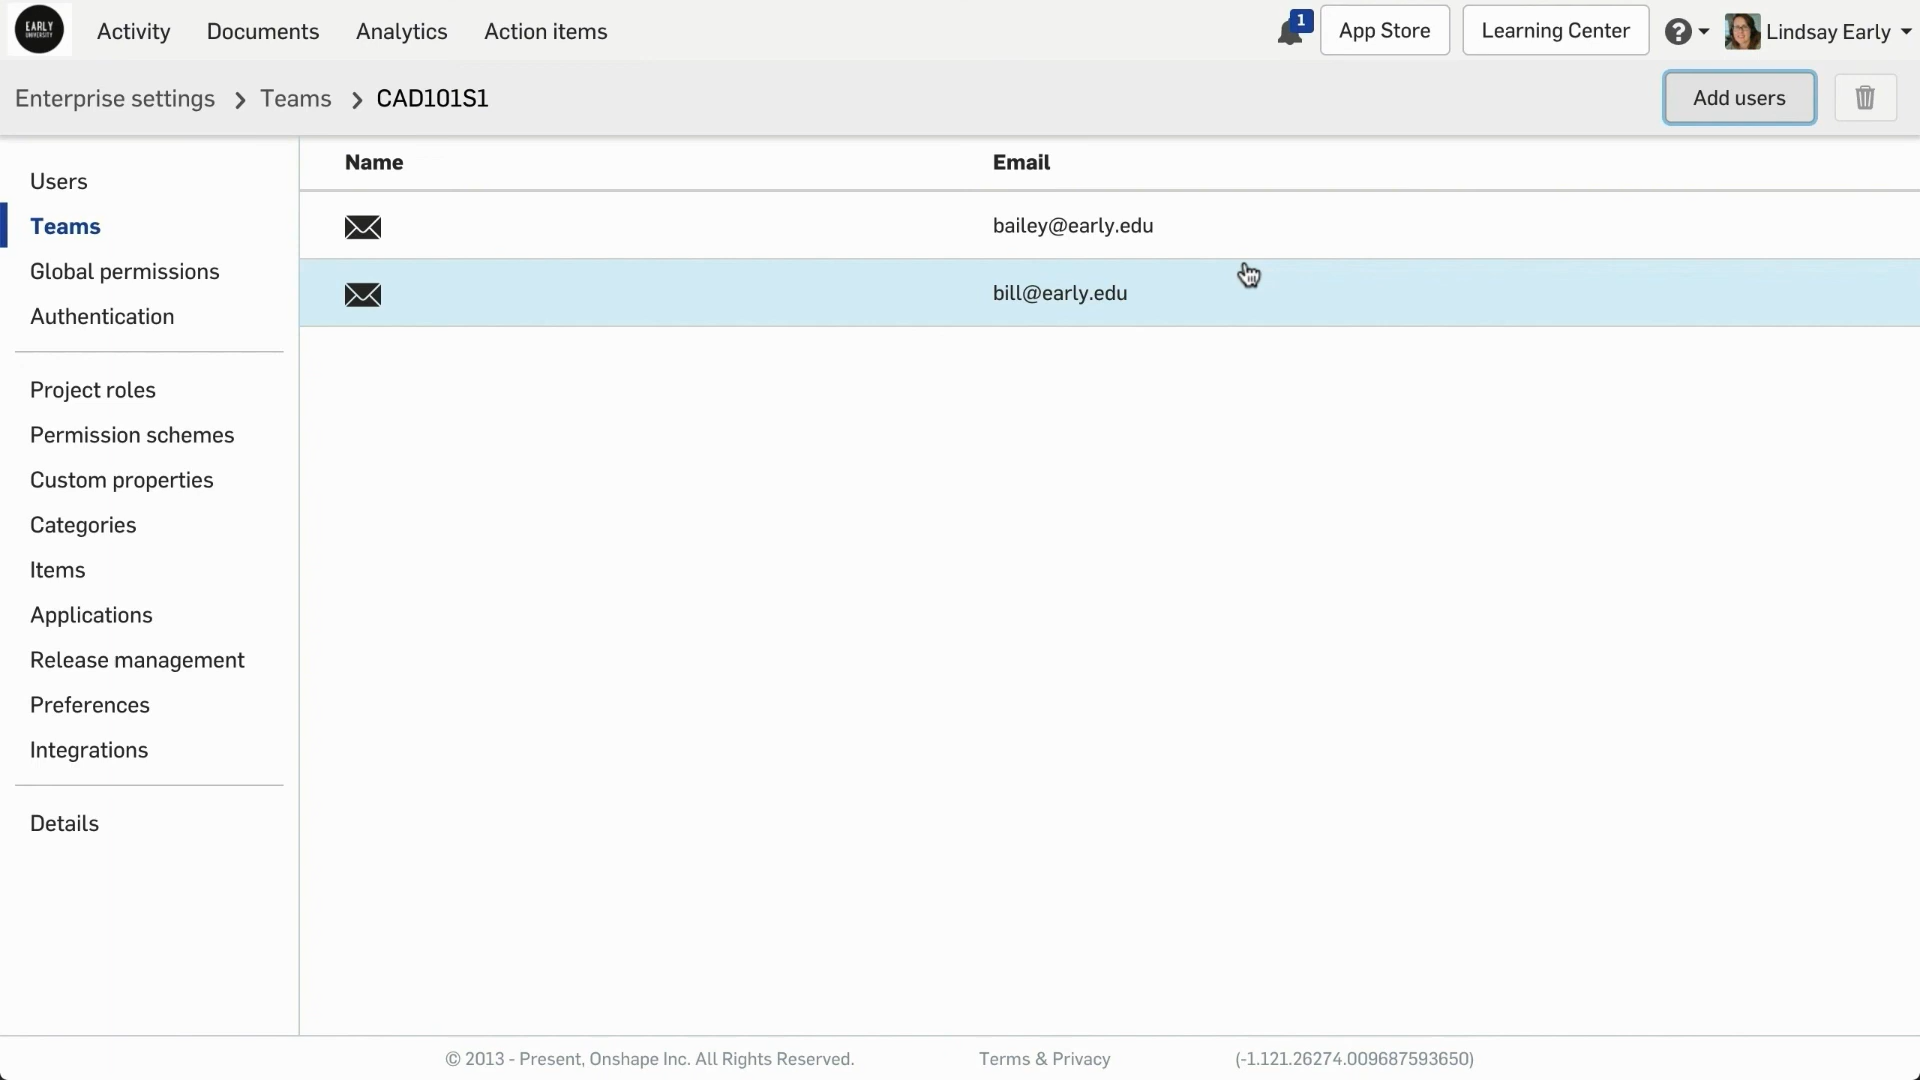 EARLY
UNIVERSITY
Activity
Documents
Analytics
Action items
1
App Store
Learning Center
?
Lindsay Early
Enterprise settings > Teams > CAD101S1
Add users
Users
Teams
Global permissions
Authentication
Project roles
Permission schemes
Custom properties
Categories
Items
Applications
Release management
Preferences
Integrations
Details
Name
Email
bailey@early.edu
bill@early.edu
© 2013 - Present, Onshape Inc. All Rights Reserved.
Terms & Privacy
(-1.121.26274.009687593650)